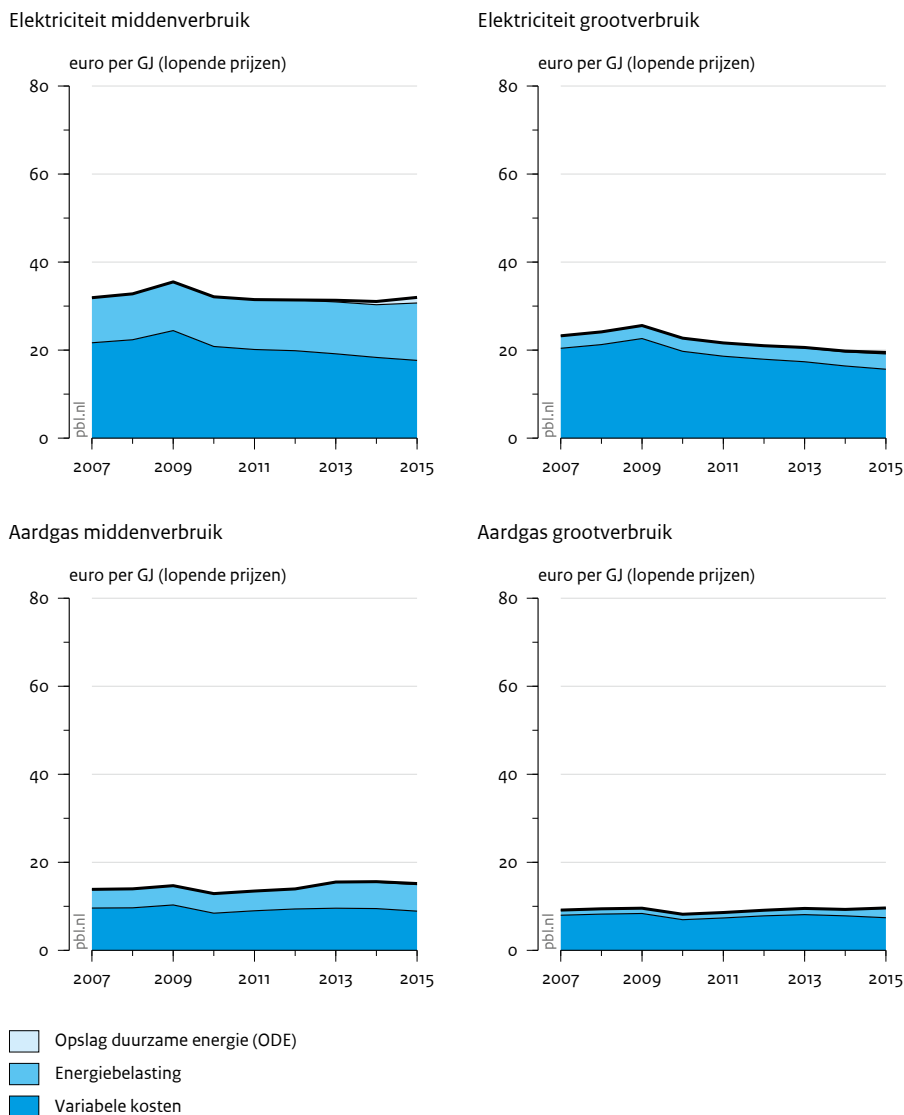 Elektriciteit middenverbruik
euro per GJ (lopende prijzen)
80
60
40
20
0
pbl.nl
2007 2009 2011 2013 2015
Elektriciteit grootverbruik
euro per GJ (lopende prijzen)
80
60
40
20
0
pbl.nl
2007 2009 2011 2013 2015
Aardgas middenverbruik
euro per GJ (lopende prijzen)
80
60
40
20
0
pbl.nl
2007 2009 2011 2013 2015
Aardgas grootverbruik
euro per GJ (lopende prijzen)
80
60
40
20
0
pbl.nl
2007 2009 2011 2013 2015
Opslag duurzame energie (ODE)
Energiebelasting
Variabele kosten